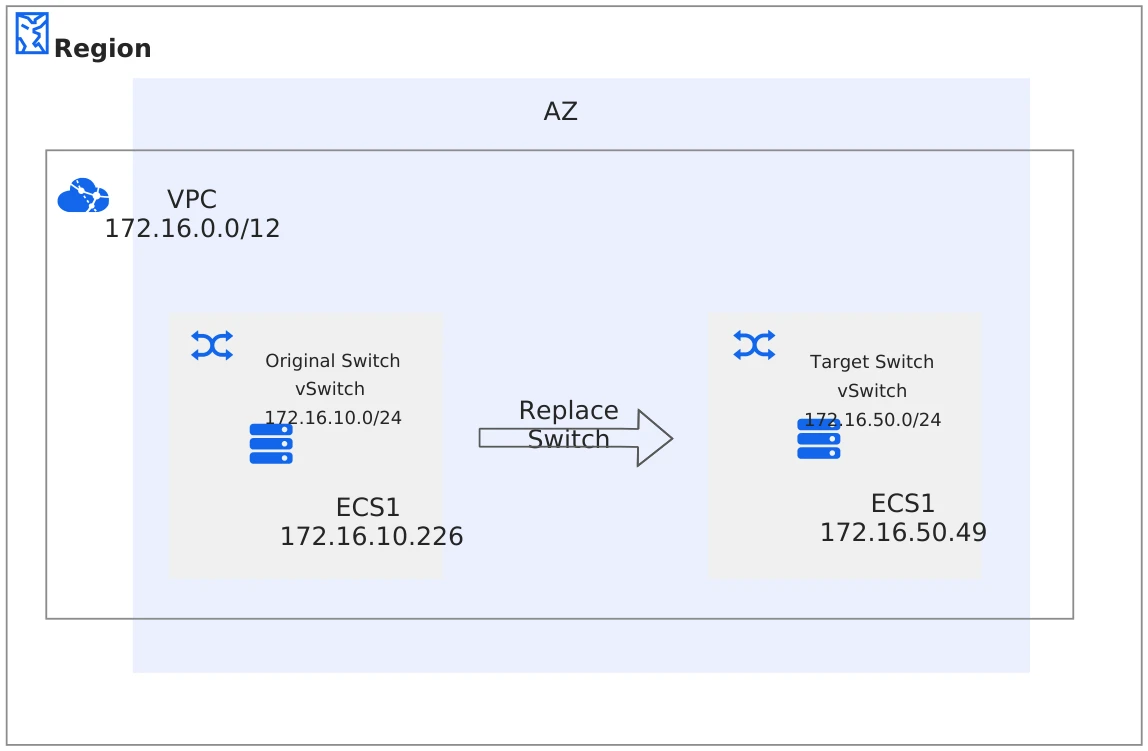 Region
AZ
VPC
172.16.0.0/12
Original Switch
vSwitch
172.16.10.0/24
ECS1
172.16.10.226
Replace
Switch
Target Switch
vSwitch
172.16.50.0/24
ECS1
172.16.50.49